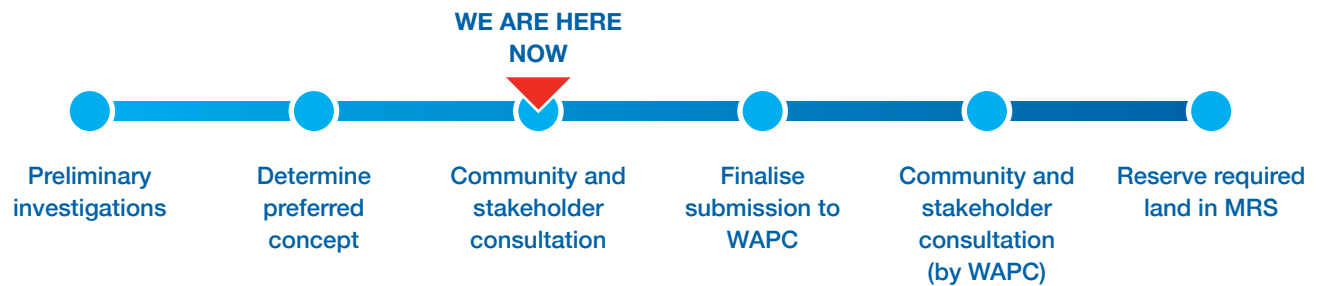 WE ARE HERE
NOW
Preliminary
investigations
Determine
preferred
concept
Community and
stakeholder
consultation
Finalise
submission to
WAPC
Community and
stakeholder
consultation
(by WAPC)
Reserve required
land in MRS